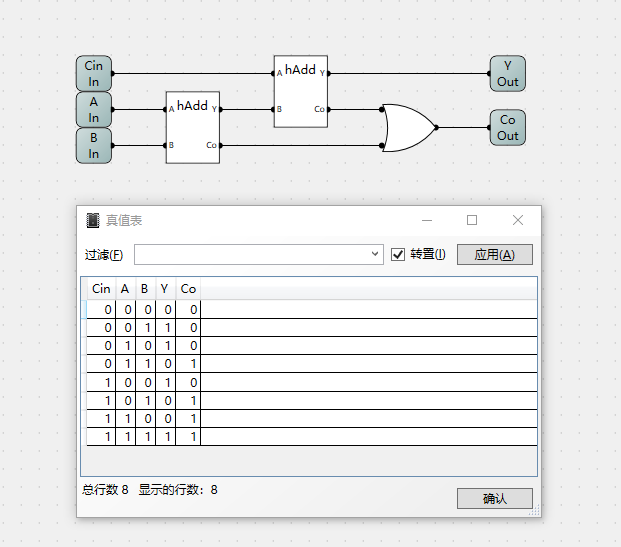 Cin
In
A
In
B
In
A hAdd Y
B Co
A hAdd Y
B Co
Y
Out
Co
Out
真值表
过滤(F)
转置(I)
应用(A)
Cin A B Y Co
0 0 0 0 0
0 0 1 1 0
0 1 0 1 0
0 1 1 0 1
1 0 0 1 0
1 0 1 0 1
1 1 0 0 1
1 1 1 1 1
总行数 8 显示的行数：8
确认